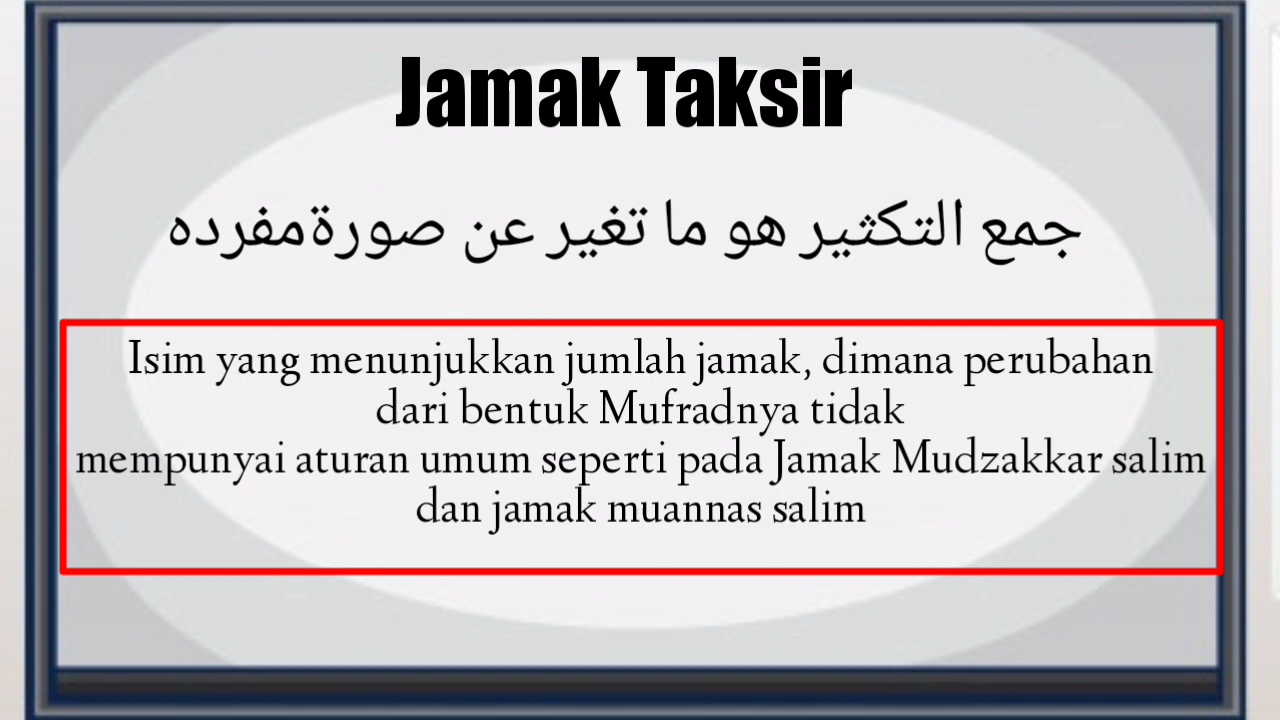 Jamak Taksir
جمع التكثير هو ما تغير عن صورةمفرده
Isim yang menunjukkan jumlah jamak, dimana perubahan
dari bentuk Mufradnya tidak
mempunyai aturan umum seperti pada Jamak Mudzakkar salim
dan jamak muannas salim